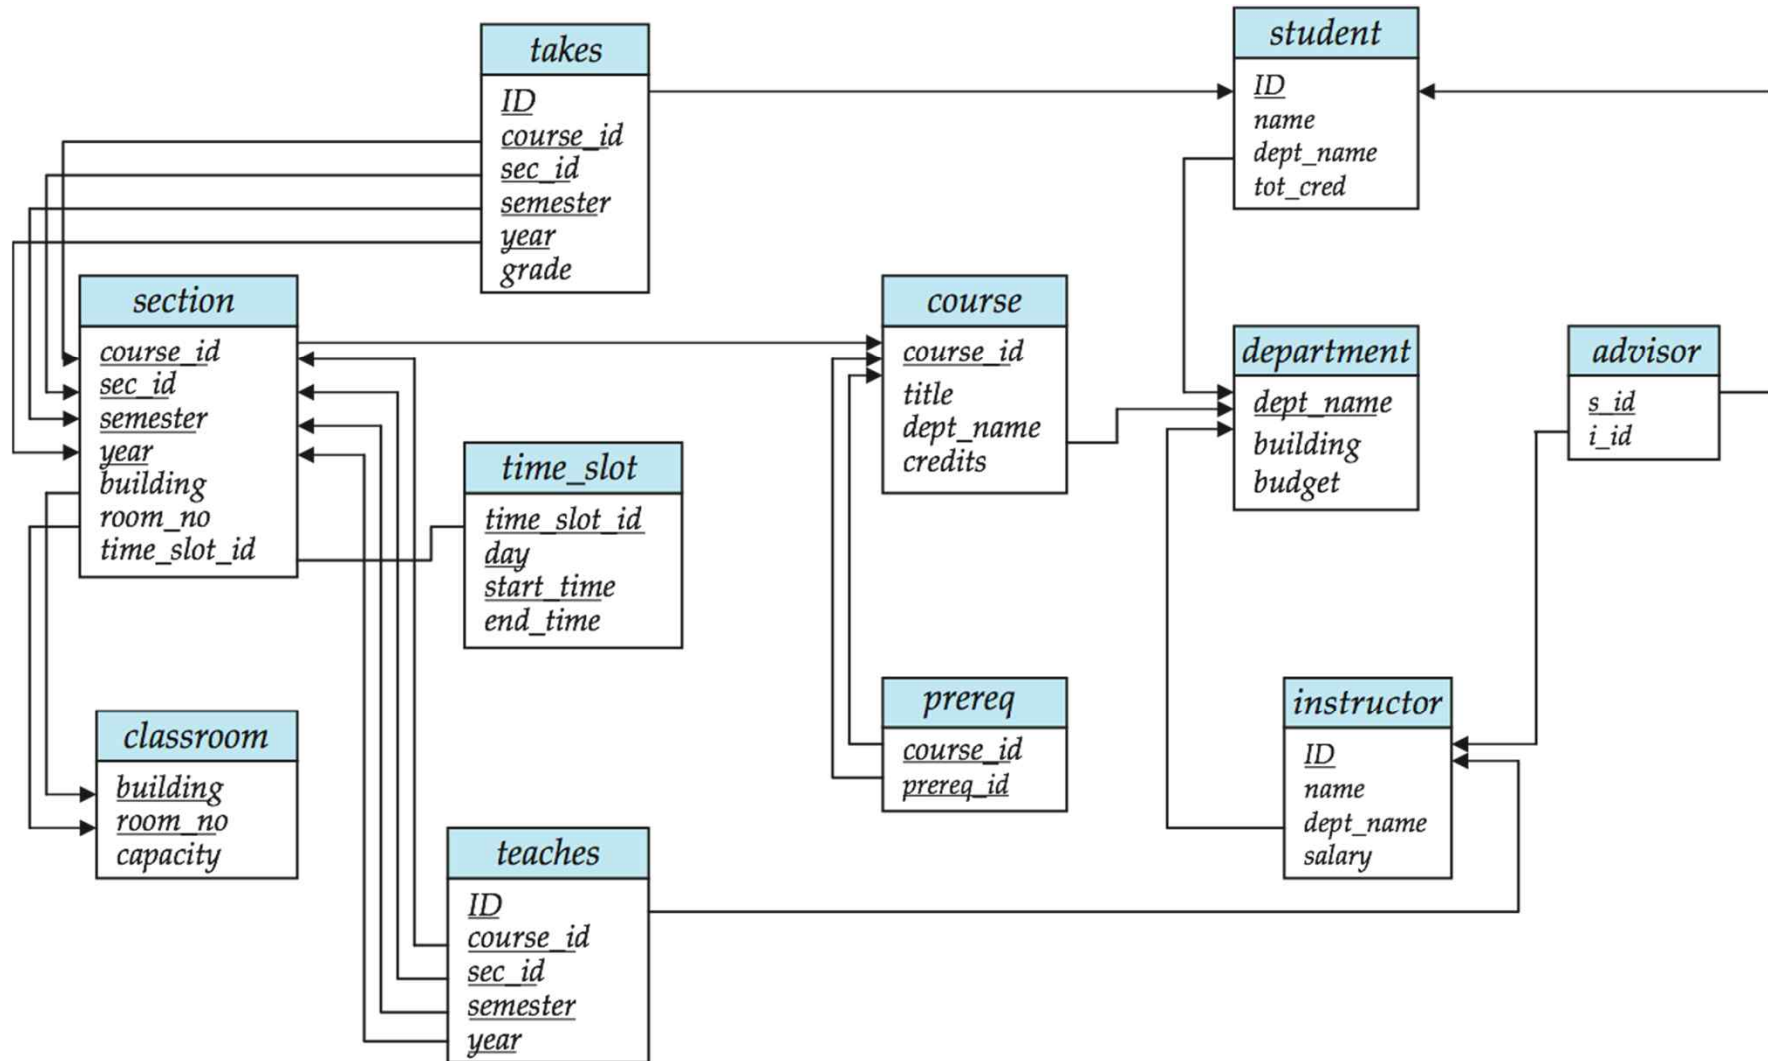 takes
ID
course_id
sec_id
semester
year
grade
student
ID
name
dept_name
tot_cred
section
course_id
sec_id
semester
year
building
room_no
time_slot_id
time_slot
time_slot_id
day
start_time
end_time
course
course_id
title
dept_name
credits
department
dept_name
building
budget
advisor
s_id
i_id
classroom
building
room_no
capacity
prereq
course_id
prereq_id
instructor
ID
name
dept_name
salary
teaches
ID
course_id
sec_id
semester
year